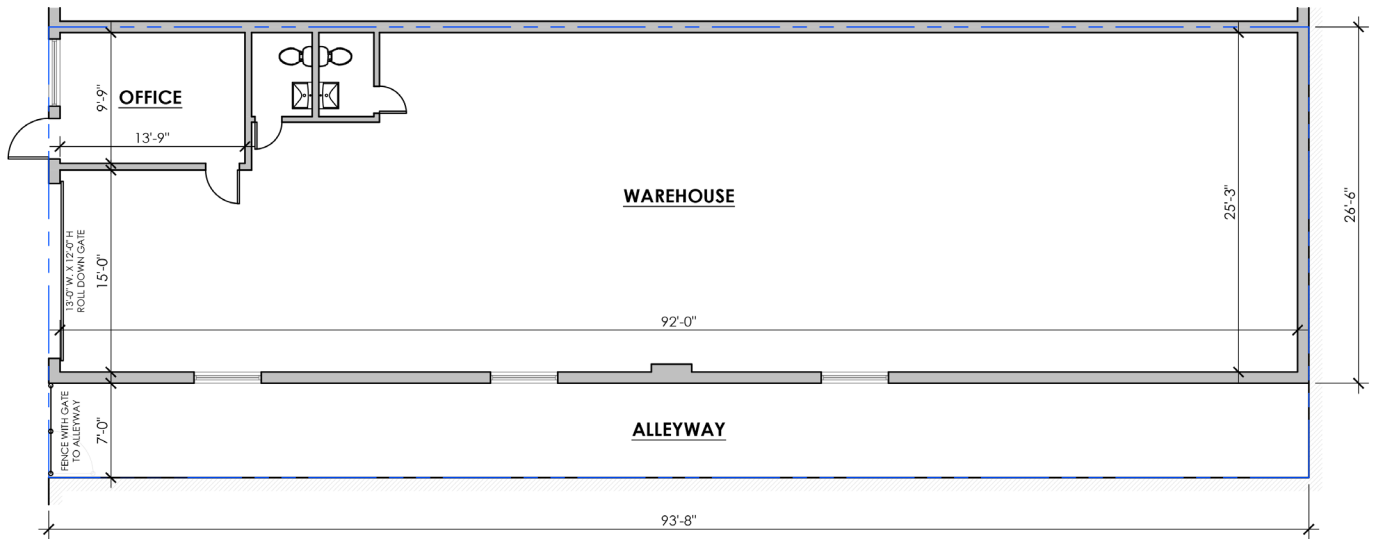 OFFICE
9'-9"
13'-9"
WAREHOUSE
25'-3"
26'-6"
13'-0" W. X 12'-0" H
ROLL DOWN GATE
15'-0"
92'-0"
FENCE WITH GATE
TO ALLEYWAY
7'-0"
ALLEYWAY
93'-8"